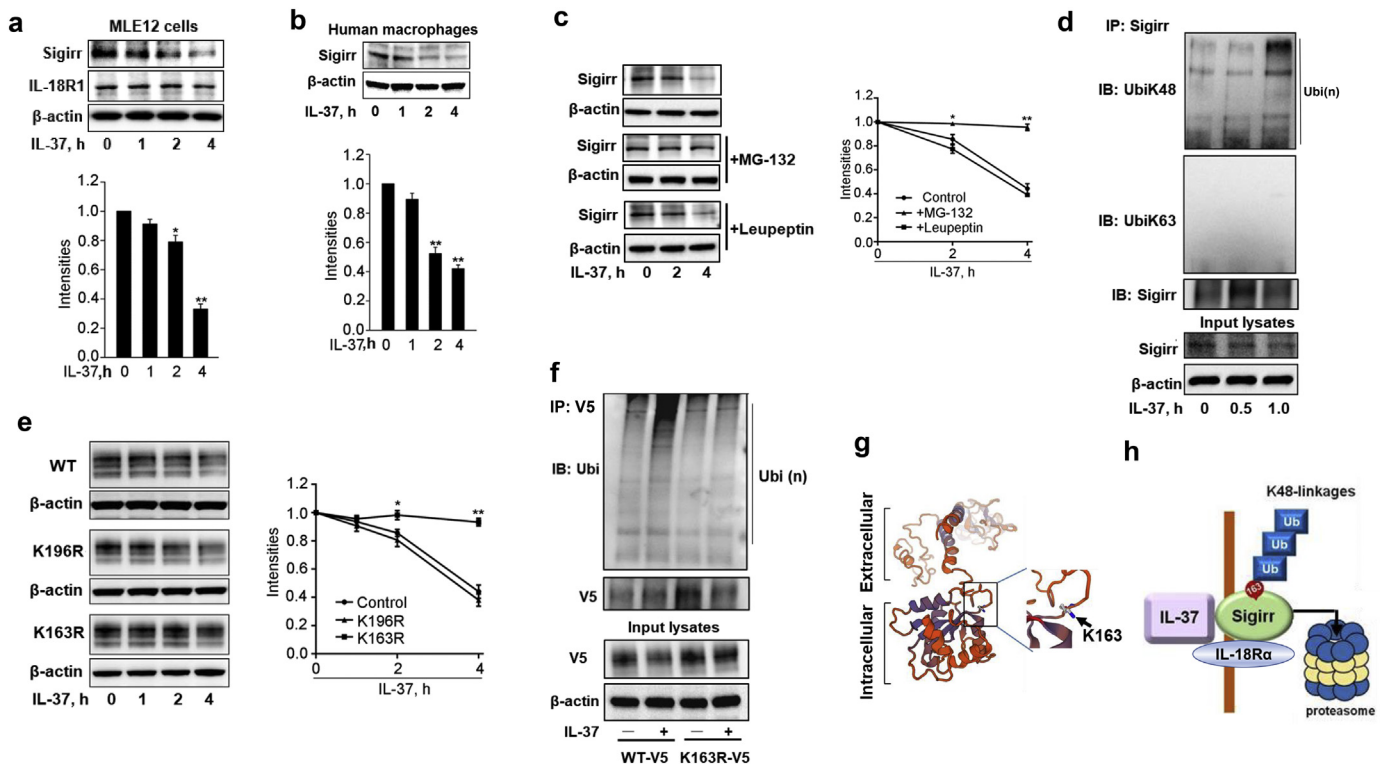 a
MLE12 cells
Sigirr
IL-18R1
β-actin
IL-37, h 0 1 2 4
Intensities
1.2
1.0
0.8
0.6
0.4
0.2
0.0
*
**
IL-37,h 0 1 2 4
b
Human macrophages
Sigirr
β-actin
IL-37, h 0 1 2 4
Intensities
1.2
1.0
0.8
0.6
0.4
0.2
0.0
**
**
IL-37,h 0 1 2 4
c
Sigirr
β-actin
Sigirr
β-actin
+MG-132
Sigirr
β-actin
+Leupeptin
IL-37, h 0 2 4
Intensities
1.2
1.0
0.8
0.6
0.4
0.2
0.0
* **
Control
+MG-132
+Leupeptin
0 2 4
IL-37, h
d
IP: Sigirr
IB: UbiK48
Ubi(n)
IB: UbiK63
IB: Sigirr
Input lysates
Sigirr
β-actin
IL-37, h 0 0.5 1.0
e
WT
β-actin
K196R
β-actin
K163R
β-actin
IL-37, h 0 1 2 4
Intensities
1.2
1.0
0.8
0.6
0.4
0.2
0.0
* **
Control
K196R
K163R
0 2 4
IL-37, h
f
IP: V5
IB: Ubi
Ubi (n)
V5
Input lysates
V5
β-actin
IL-37 — + — +
WT-V5 K163R-V5
g
Extracellular
Intracellular
K163
h
K48-linkages
Ub
Ub
Ub
163
IL-37
Sigirr
IL-18Rα
proteasome